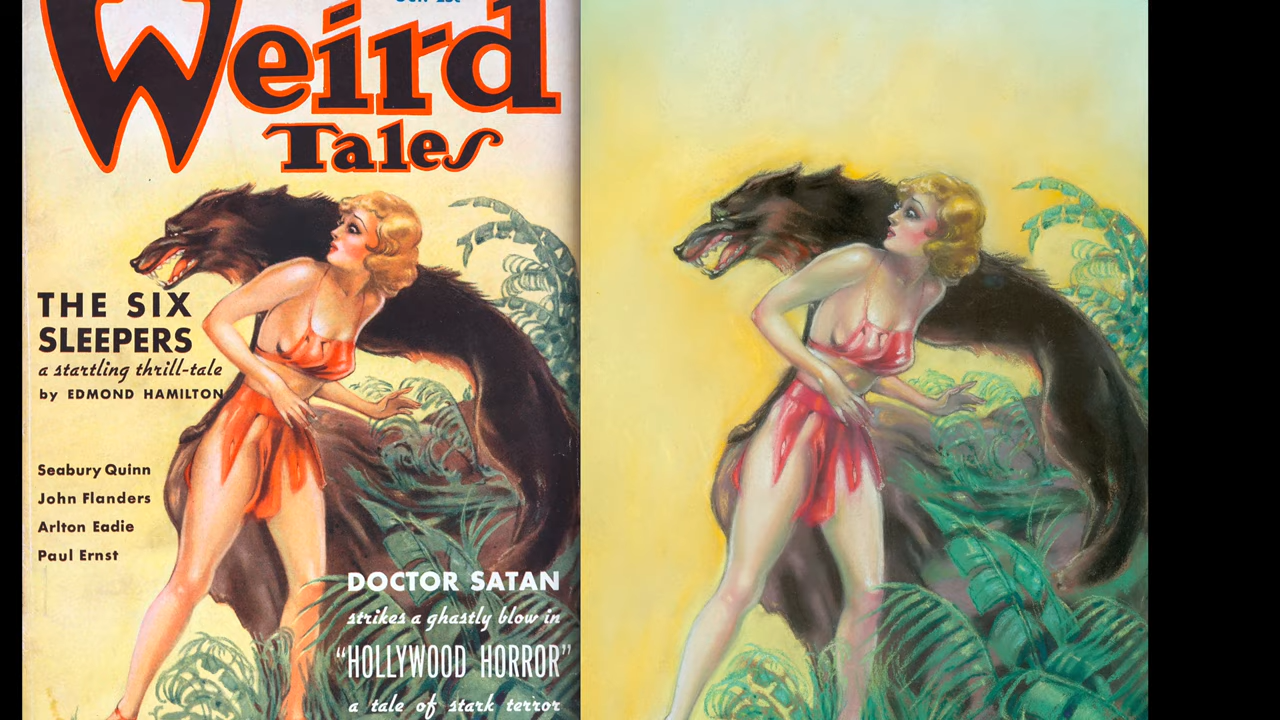 Weird
Tales
THE SIX
SLEEPERS
a startling thrill-tale
by EDMOND HAMILTON
Seabury Quinn
John Flanders
Arlton Eadie
Paul Ernst
DOCTOR SATAN
strikes a ghastly blow in
"HOLLYWOOD HORROR"
a tale of stark terror